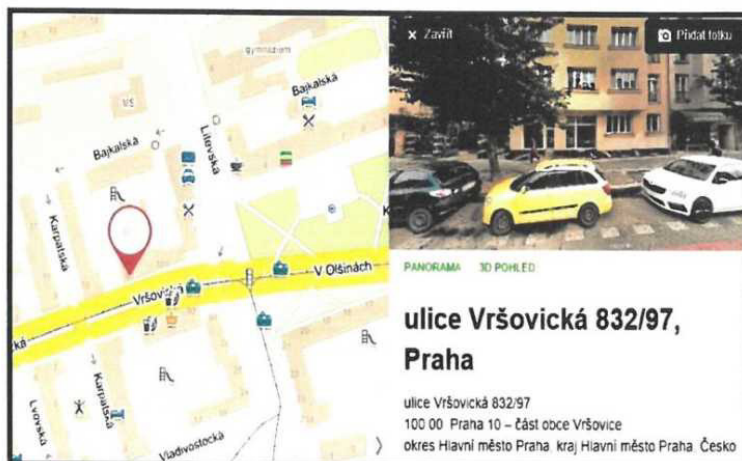 gymnázium
Bajkalská
MŠ
Litevská
Bajkalská
Karpatská
Vršovická
V Olšinách
Karpatská
Lvovská
Vladivostocká
× Zavřít
Přidat fotku
PANORAMA 3D POHLED
ulice Vršovická 832/97,
Praha
ulice Vršovická 832/97
100 00 Praha 10 – část obce Vršovice
okres Hlavní město Praha, kraj Hlavní město Praha, Česko